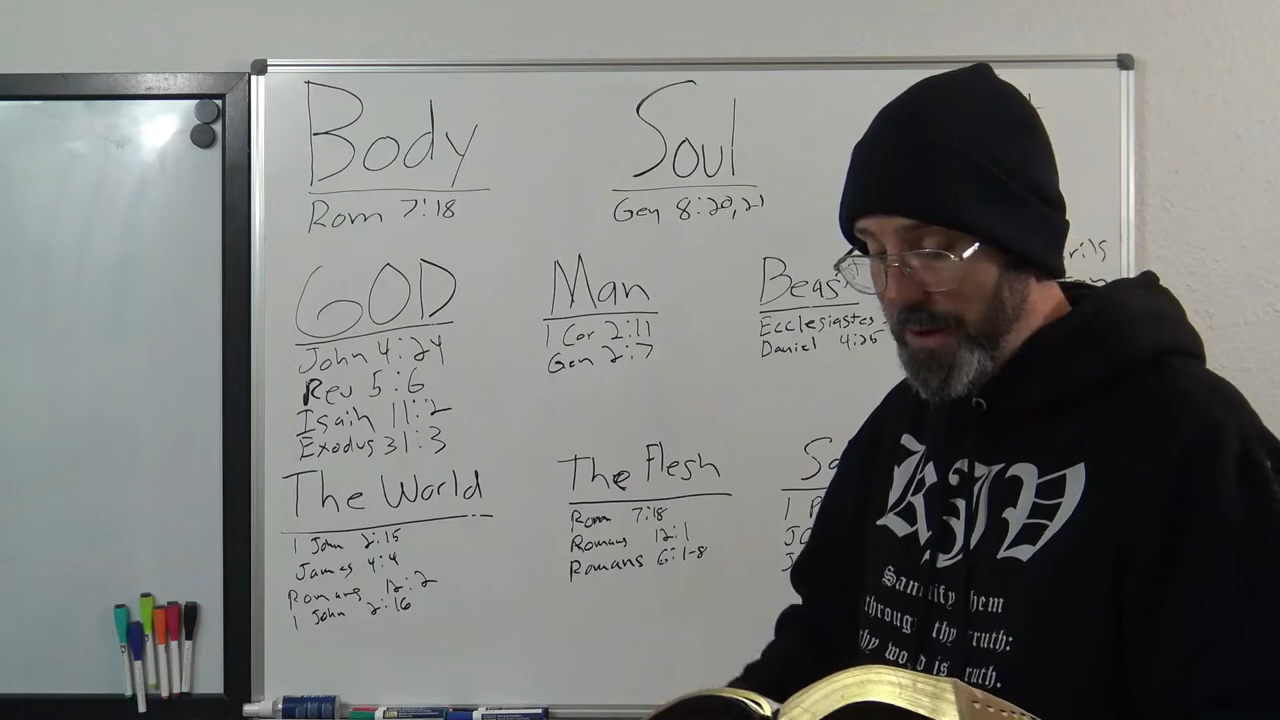 Body
Rom 7:18
Soul
Gen 8:20,21
GOD
John 4:24
Rev 5:6
Isaih 11:2
Exodus 31:3
Man
1 Cor 2:11
Gen 2:7
Beas
Ecclesiastes
Daniel 4:25
The World
1 John 2:15
James 4:4
Romans 12:2
1 John 2:16
The Flesh
Rom 7:18
Romans 12:1
Romans 6:1-8
1 P
KJV
Sanctify them
through thy truth:
thy word is truth.